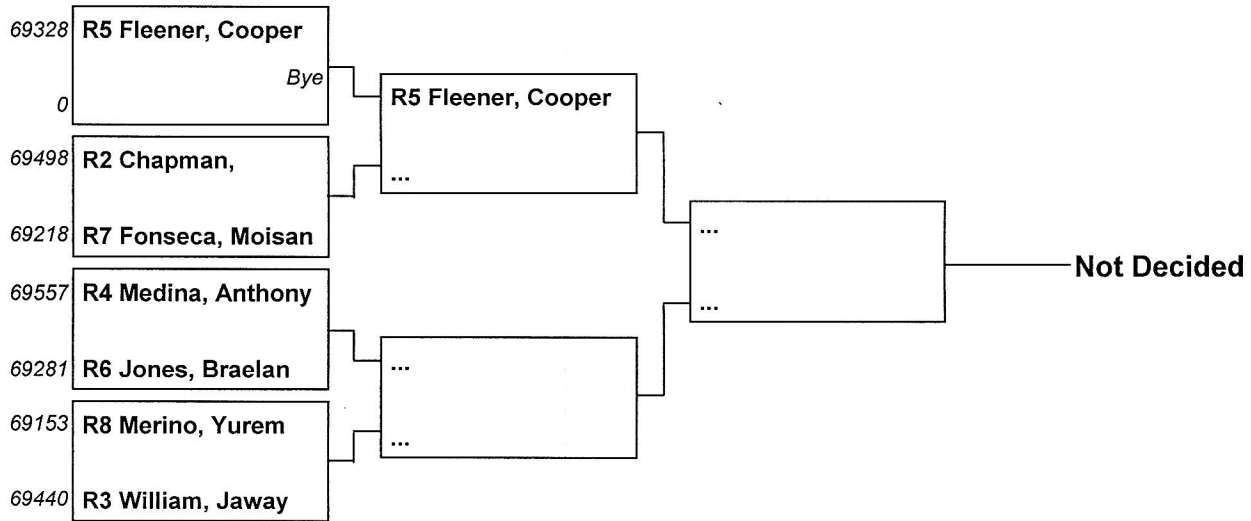 69328 R5 Fleener, Cooper
Bye
0
R5 Fleener, Cooper
...
69498 R2 Chapman,
69218 R7 Fonseca, Moisan
...
...
Not Decided
69557 R4 Medina, Anthony
69281 R6 Jones, Braelan
...
...
69153 R8 Merino, Yurem
69440 R3 William, Jaway